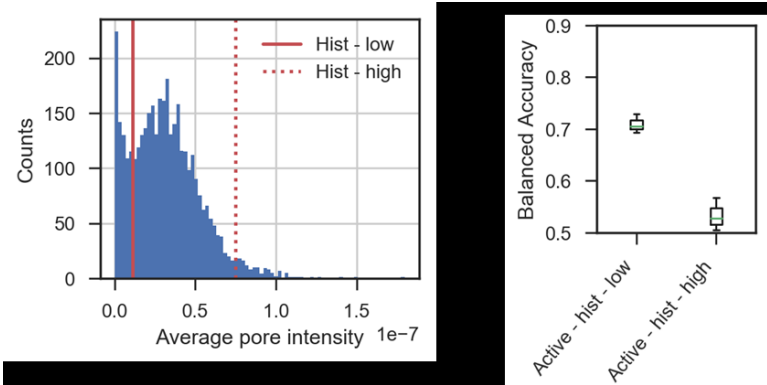 Hist - low
Hist - high
Counts
200
150
100
50
0
0.0 0.5 1.0 1.5
Average pore intensity 1e−7
Balanced Accuracy
0.9
0.8
0.7
0.6
0.5
Active - hist - low
Active - hist - high